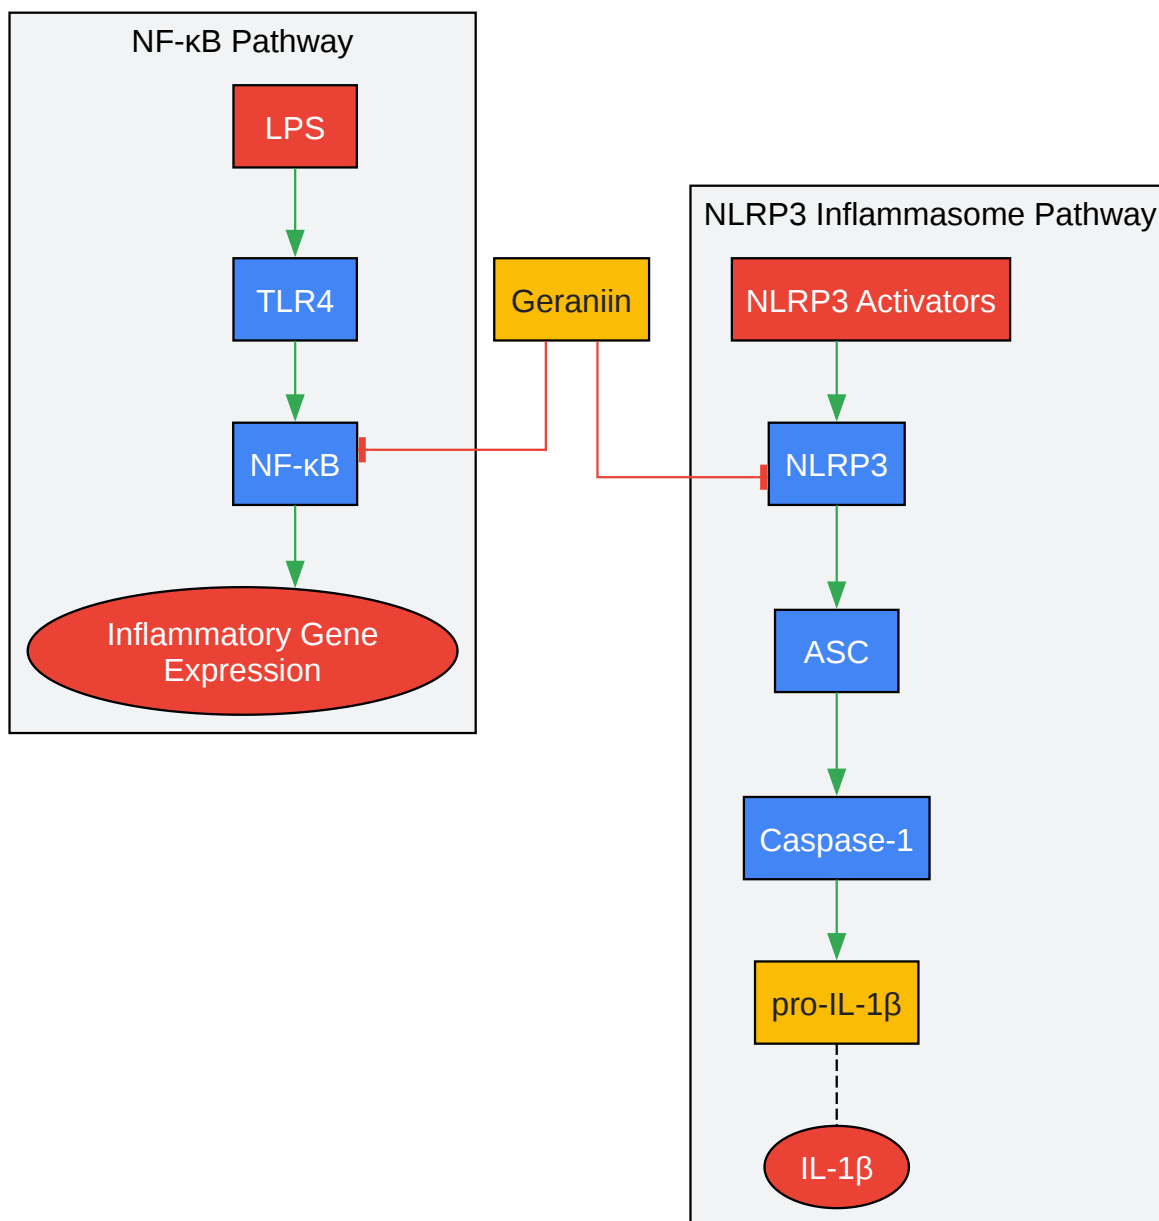 NF-κB Pathway
LPS
TLR4
NF-κB
Inflammatory Gene
Expression
Geraniin
NLRP3 Inflammasome Pathway
NLRP3 Activators
NLRP3
ASC
Caspase-1
pro-IL-1β
IL-1β